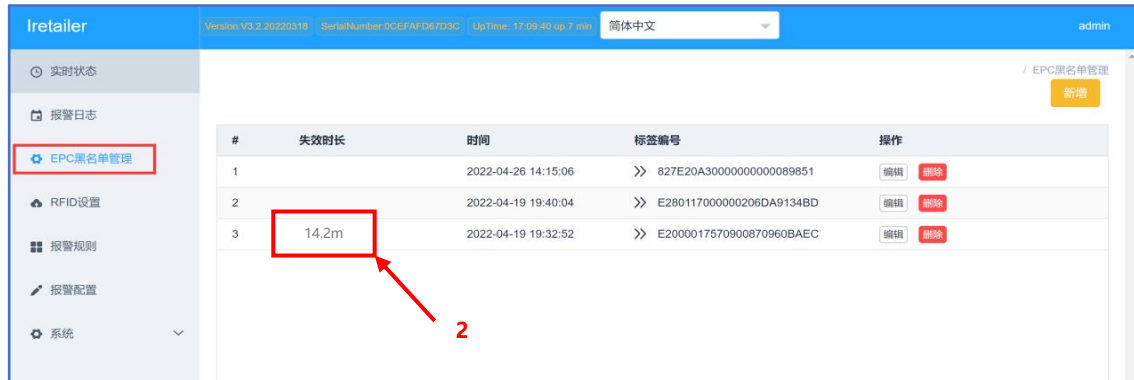 Iretailer Version:V3.2.20220318 SerialNumber:0CEFAFD67D3C UpTime: 17:09:40 up 7 min 简体中文 admin
实时状态
/ EPC黑名单管理
新增
报警日志
EPC黑名单管理
RFID设置
报警规则
报警配置
系统
# 失效时长 时间 标签编号 操作
1 2022-04-26 14:15:06 827E20A30000000000089851 编辑 删除
2 2022-04-19 19:40:04 E280117000000206DA9134BD 编辑 删除
3 14.2m 2022-04-19 19:32:52 E2000017570900870960BAEC 编辑 删除
2